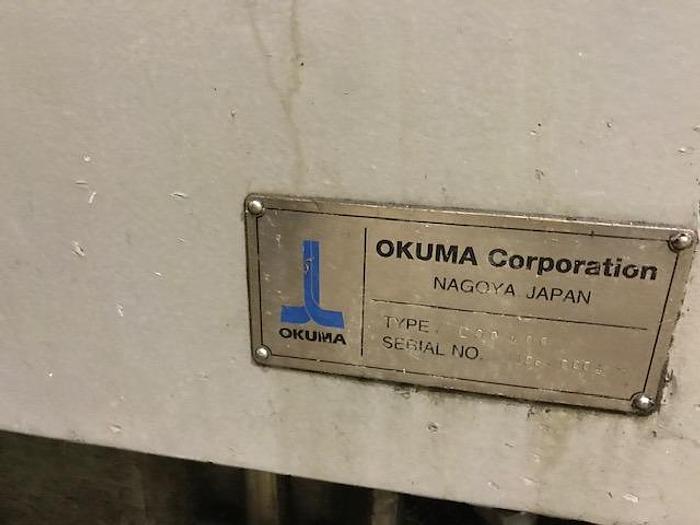 OKUMA
OKUMA Corporation
NAGOYA JAPAN
TYPE
SERIAL NO.